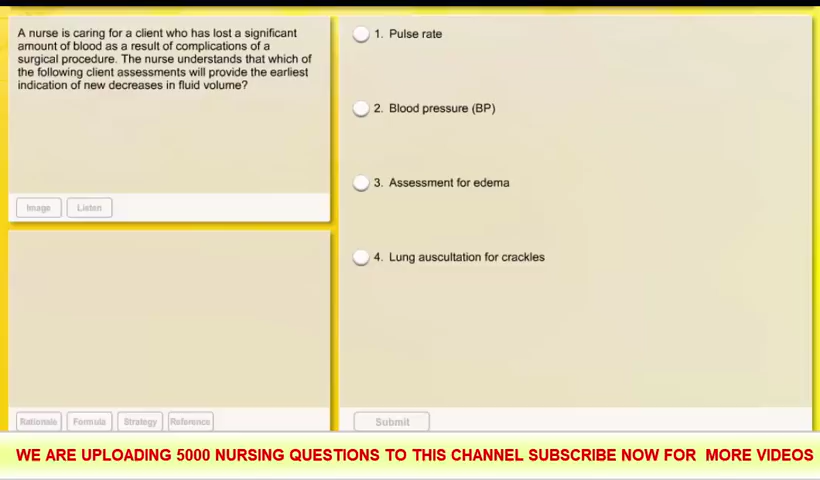 A nurse is caring for a client who has lost a significant
amount of blood as a result of complications of a
surgical procedure. The nurse understands that which of
the following client assessments will provide the earliest
indication of new decreases in fluid volume?
Image Listen
1. Pulse rate
2. Blood pressure (BP)
3. Assessment for edema
4. Lung auscultation for crackles
Rationale Formula Strategy Reference
Submit
WE ARE UPLOADING 5000 NURSING QUESTIONS TO THIS CHANNEL SUBSCRIBE NOW FOR MORE VIDEOS